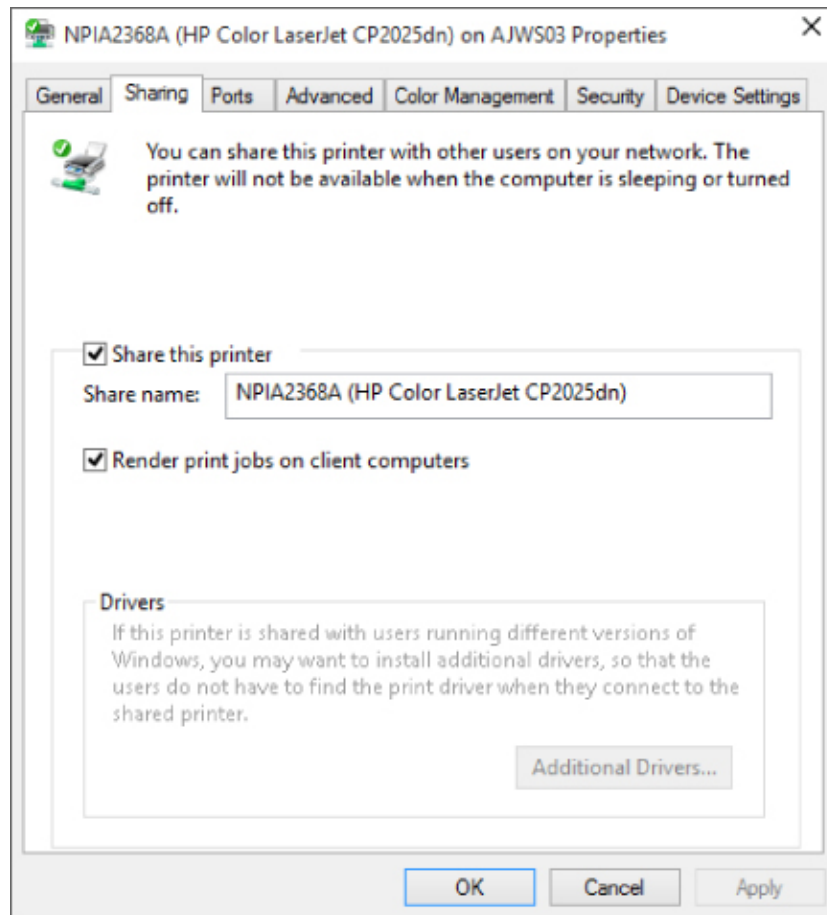 NPIA2368A (HP Color LaserJet CP2025dn) on AJWS03 Properties
General Sharing Ports Advanced Color Management Security Device Settings
You can share this printer with other users on your network. The
printer will not be available when the computer is sleeping or turned
off.
Share this printer
Share name: NPIA2368A (HP Color LaserJet CP2025dn)
Render print jobs on client computers
Drivers
If this printer is shared with users running different versions of
Windows, you may want to install additional drivers, so that the
users do not have to find the print driver when they connect to the
shared printer.
Additional Drivers...
OK Cancel Apply